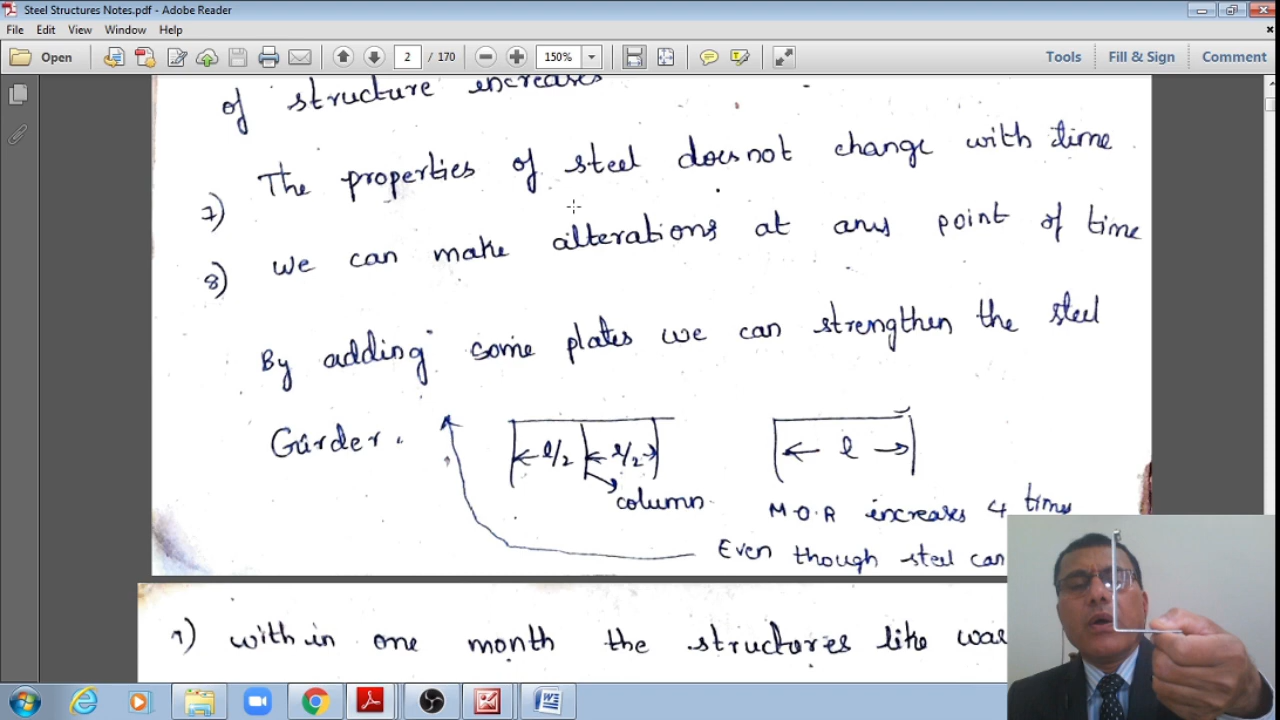 Steel Structures Notes.pdf - Adobe Reader
File Edit View Window Help
Open 2 / 170 150% Tools Fill & Sign Comment
of structure increases
7) The properties of steel does not change with time
8) we can make alterations at any point of time
By adding some plates we can strengthen the steel
Girder.
l/2 l/2 l
column
M.O.R increases 4 times
Even though steel can
9) with in one month the structures like